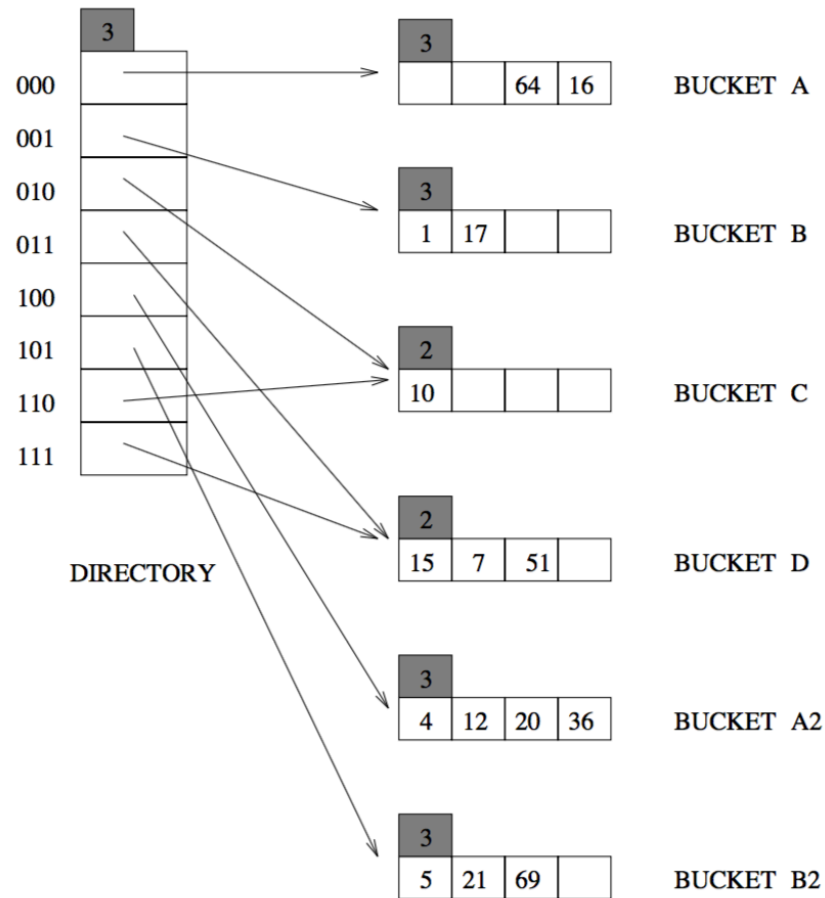 3
000
001
010
011
100
101
110
111
DIRECTORY
3
64 16 BUCKET A
3
1 17 BUCKET B
2
10 BUCKET C
2
15 7 51 BUCKET D
3
4 12 20 36 BUCKET A2
3
5 21 69 BUCKET B2